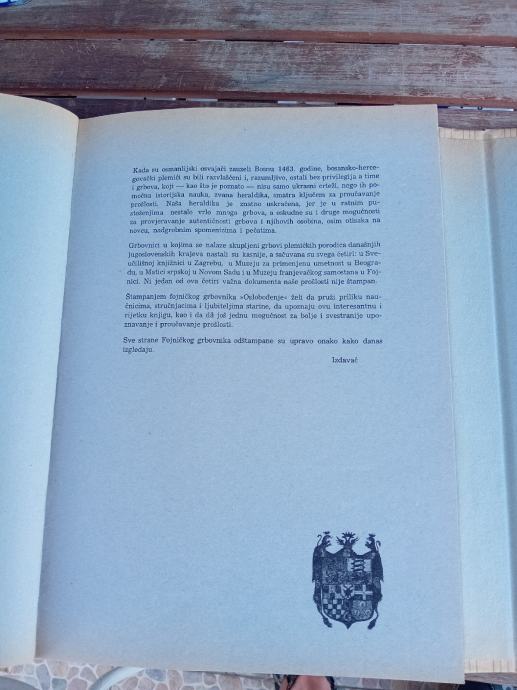 Kada su osmanlijski osvajači zauzeli Bosnu 1463. godine, bosansko-herce-
govački plemići su bili razvlašćeni i, razumljivo, ostali bez privilegija a time
i grbova, koji — kao što je poznato — nisu samo ukrasni crteži, nego ih po-
moćna istorijska nauka, zvana heraldika, smatra ključem za proučavanje
prošlosti. Naša heraldika je znatno uskraćena, jer je u ratnim pu-
stošenjima nestalo vrlo mnogo grbova, a oskudne su i druge mogućnosti
za provjeravanje autentičnosti grbova i njihovih osobina, osim otisaka na
novcu, nadgrobnim spomenicima i pečatima.
Grbovnici u kojima se nalaze skupljeni grbovi plemićkih porodica današnjih
jugoslovenskih krajeva nastali su kasnije, a sačuvana su svega četiri: u Sve-
učilišnoj knjižnici u Zagrebu, u Muzeju za primenjenu umetnost u Beogra-
du, u Matici srpskoj u Novom Sadu i u Muzeju franjevačkog samostana u Foj-
nici. Ni jedan od ova četiri važna dokumenta naše prošlosti nije štampan.
Štampanjem fojničkog grbovnika »Oslobođenje« želi da pruži priliku nau-
čnicima, stručnjacima i ljubiteljima starine, da upoznaju ovu interesantnu i
rijetku knjigu, kao i da dâ još jednu mogućnost za bolje i svestranije upo-
znavanje i proučavanje prošlosti.
Sve strane Fojničkog grbovnika odštampane su upravo onako kako danas
izgledaju.
Izdavač